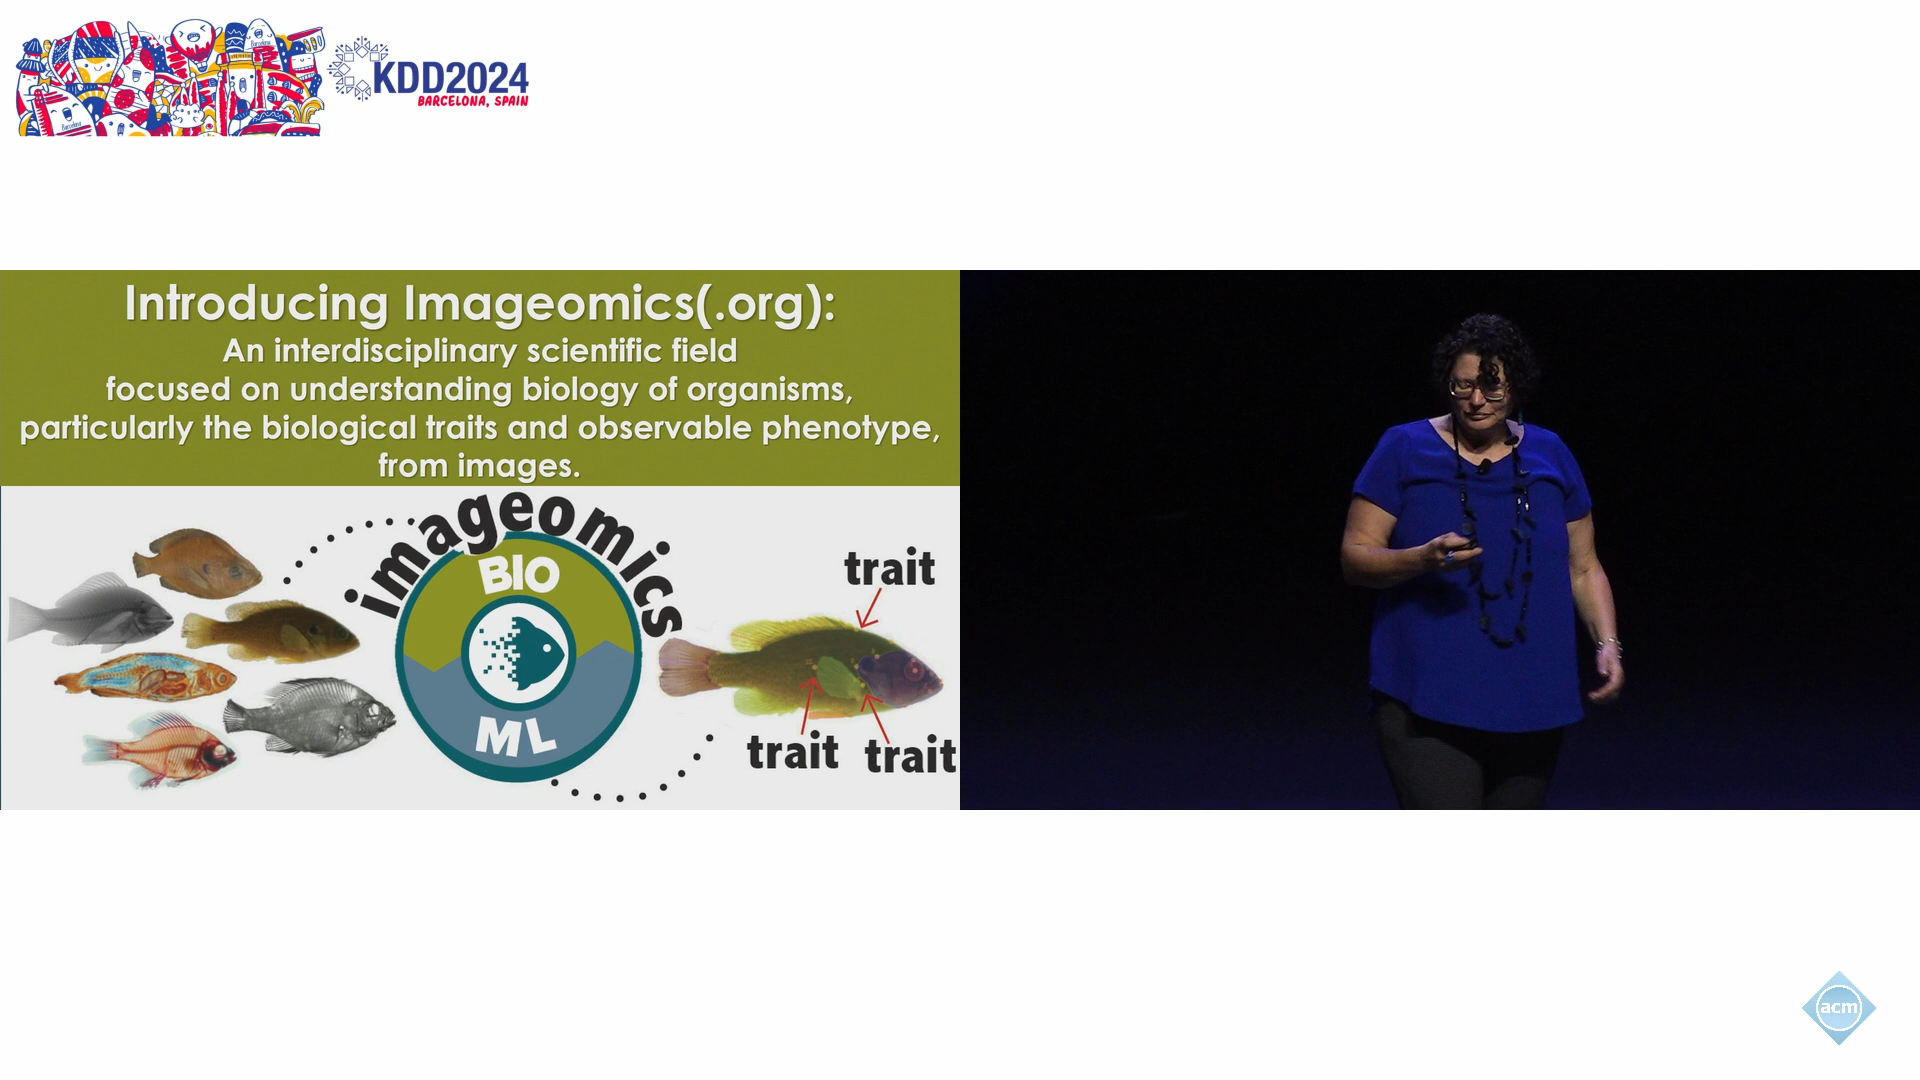 KDD2024
BARCELONA, SPAIN
Introducing Imageomics(.org):
An interdisciplinary scientific field
focused on understanding biology of organisms,
particularly the biological traits and observable phenotype,
from images.
imageomics
BIO
ML
trait
trait
trait
acm